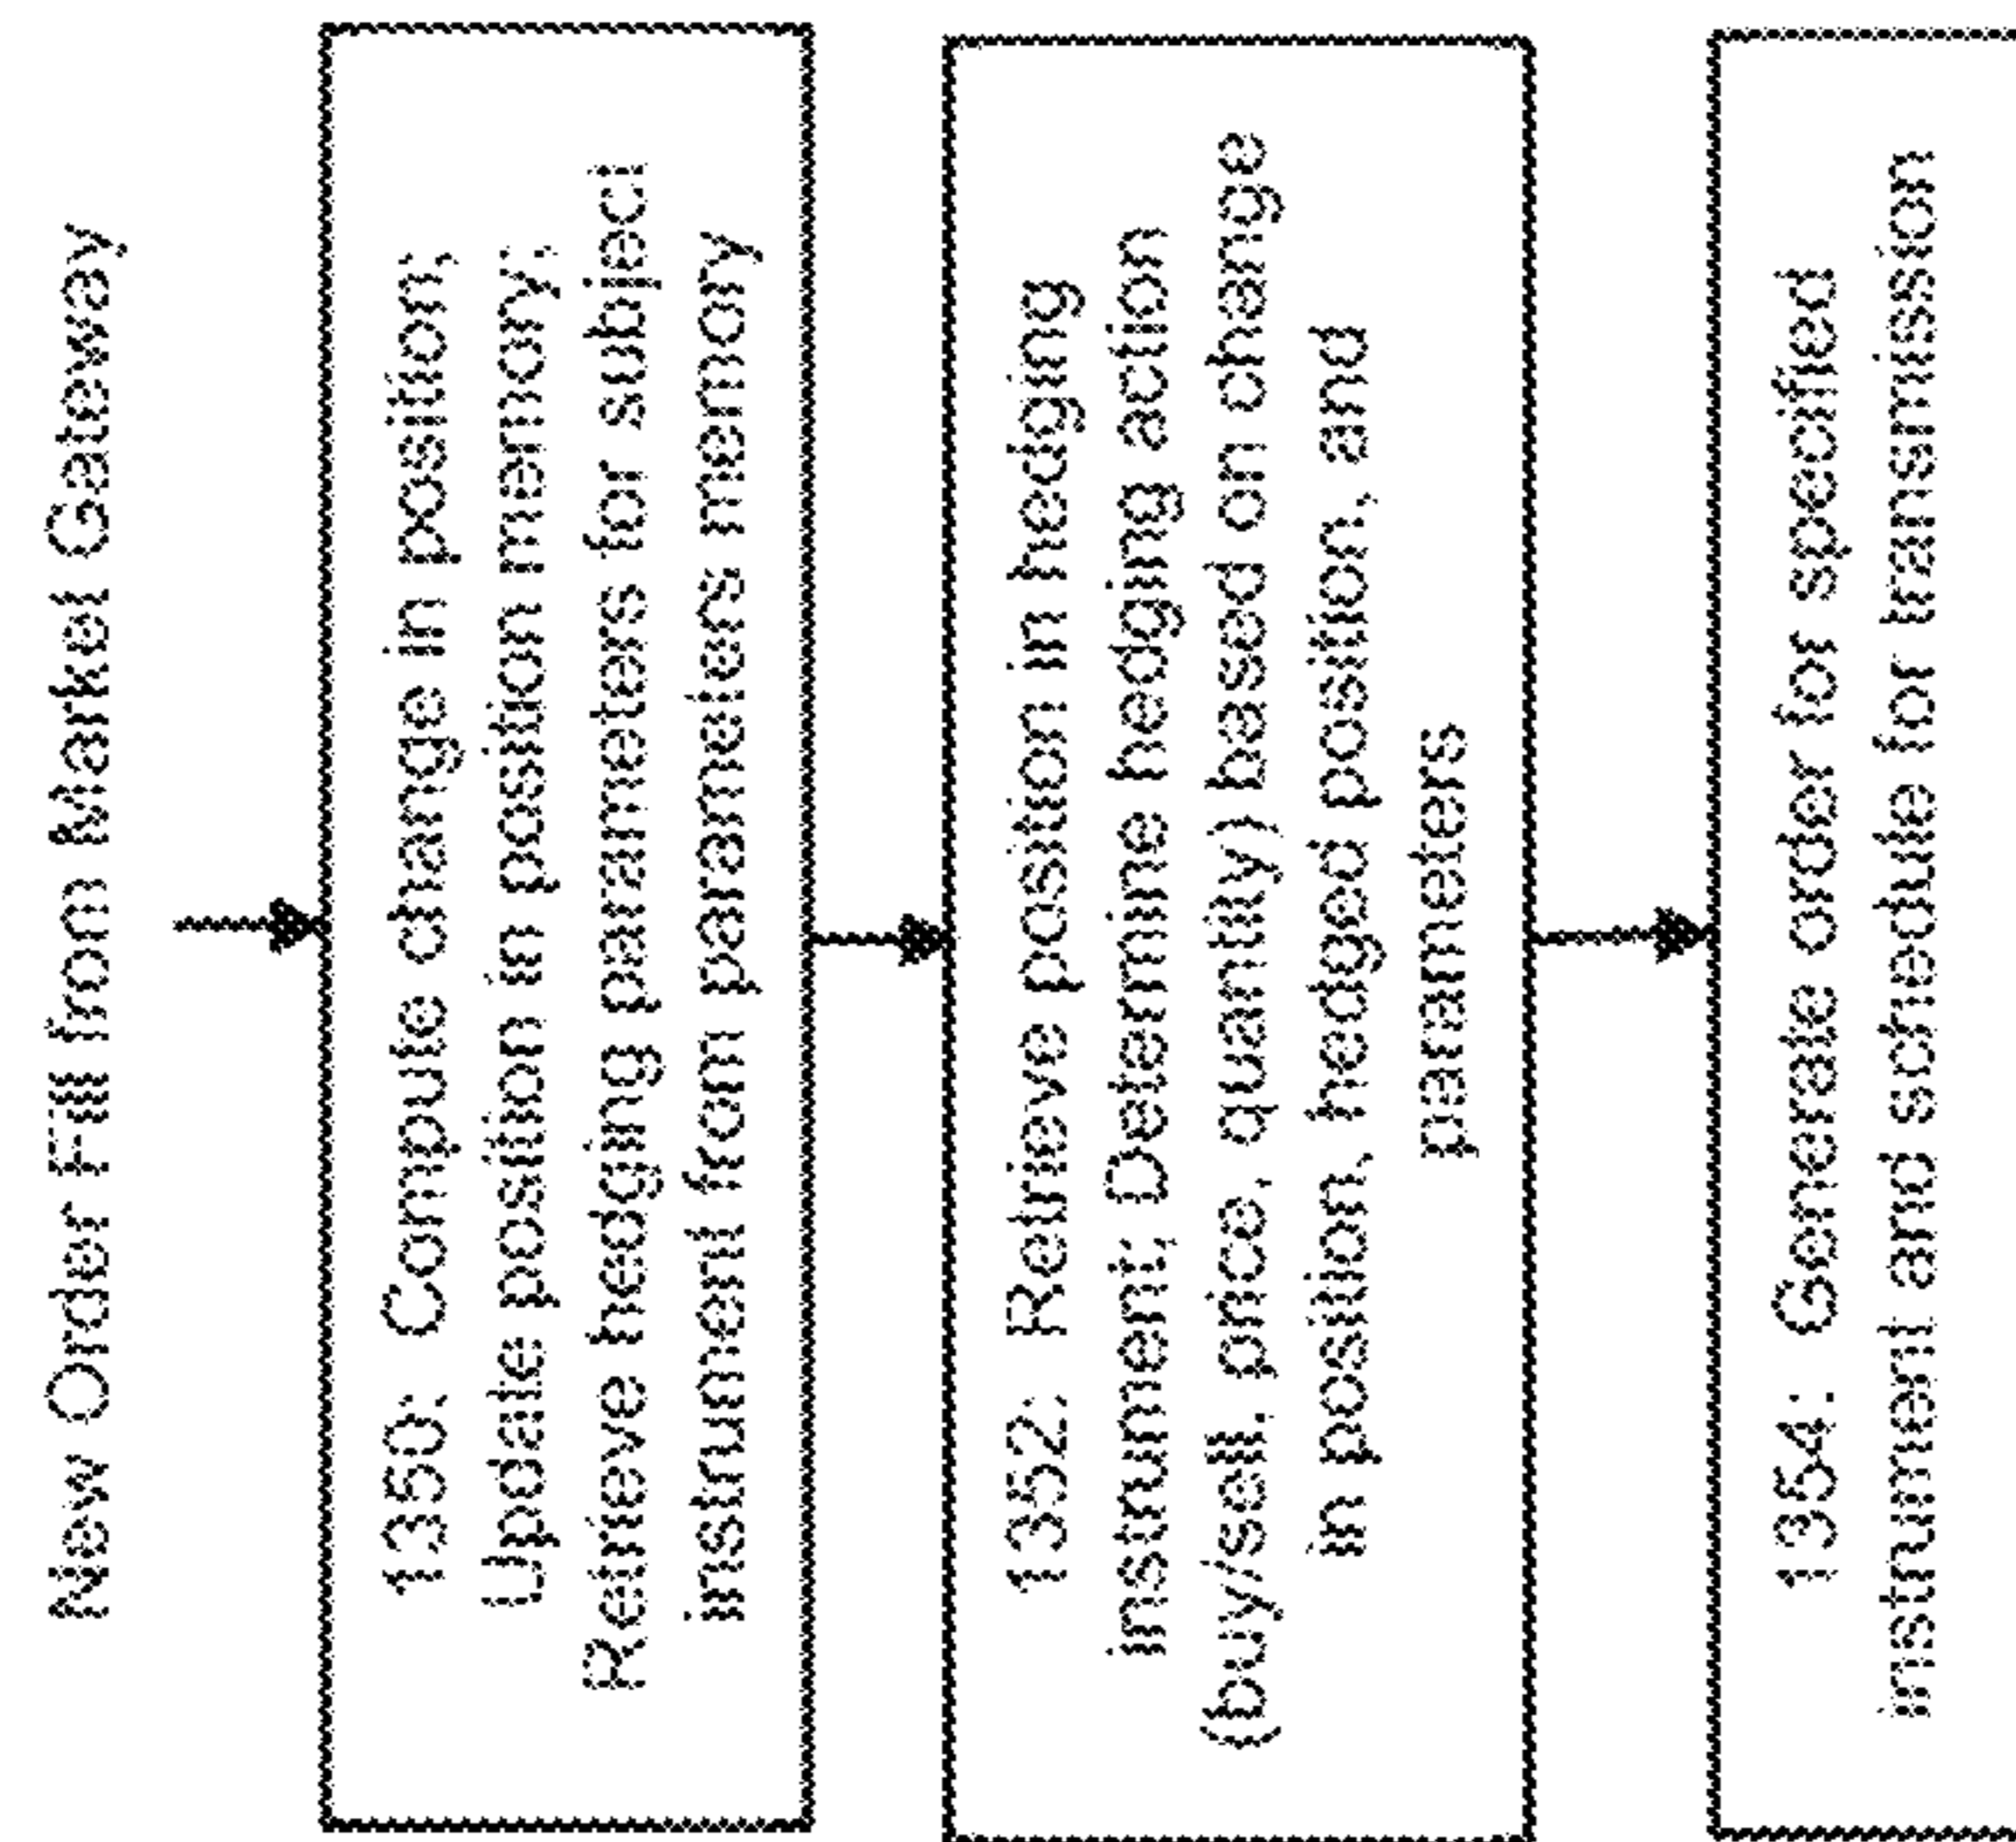 New Order Fill from Market Gateway
1350: Compute change in position;
Update position in position memory;
Retrieve hedging parameters for subject
instrument from parameters memory
1352: Retrieve position in hedging
instrument; Determine hedging action
(buy/sell, price, quantity) based on change
in position, hedged position, and
parameters
1354: Generate order for specified
instrument and schedule for transmission